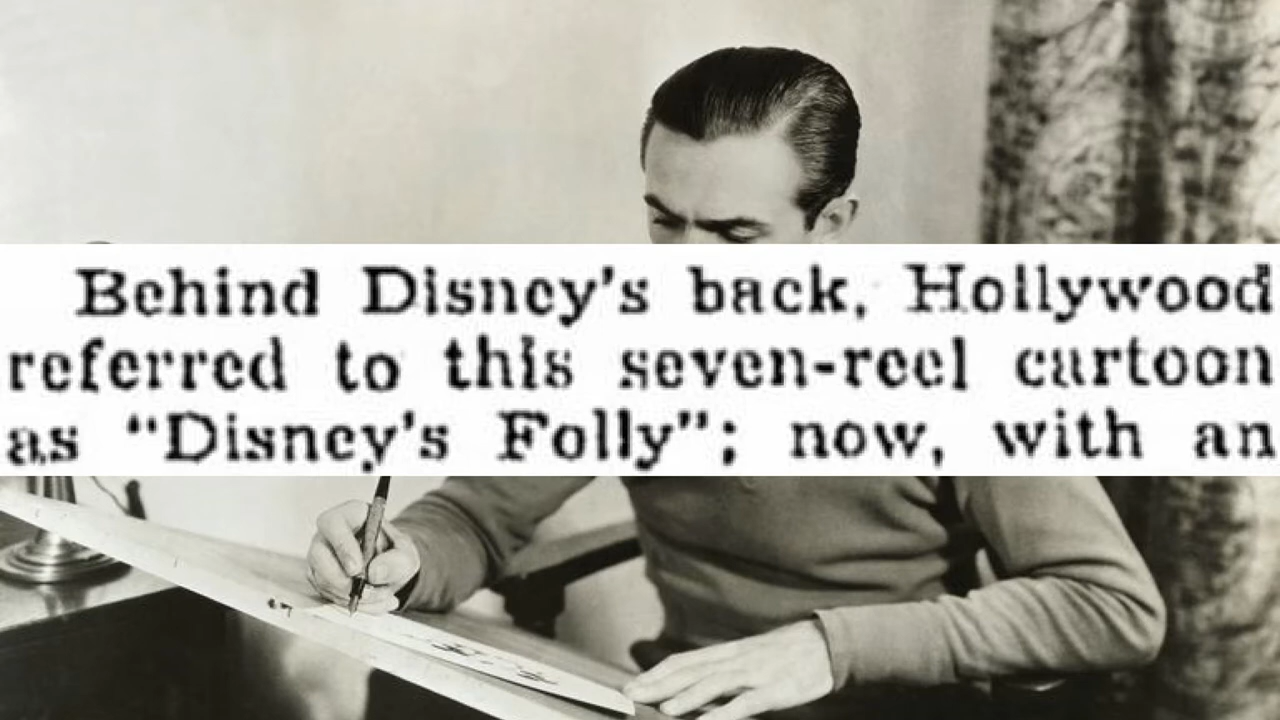 Behind Disney's back, Hollywood
referred to this seven-reel cartoon
as "Disney's Folly"; now, with an